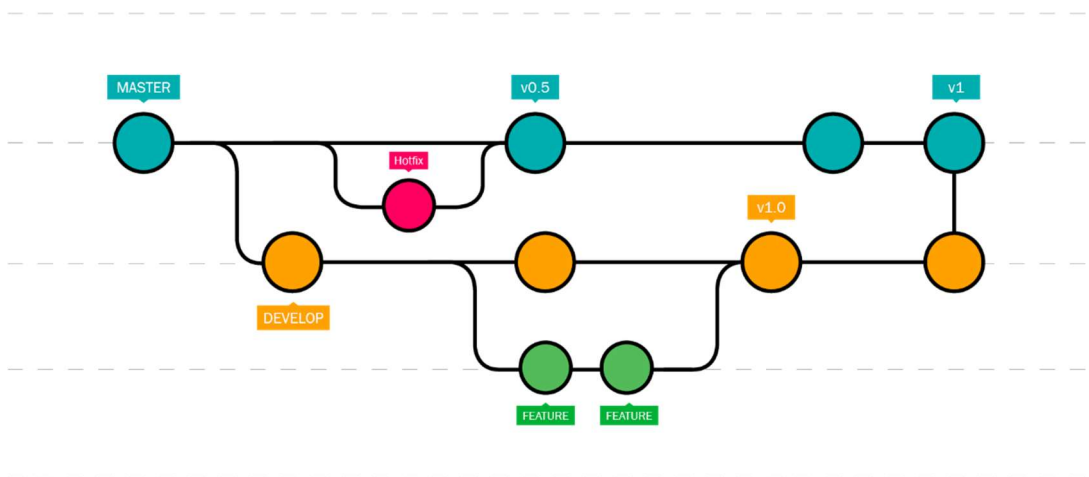 MASTER
v0.5
v1
Hotfix
v1.0
DEVELOP
FEATURE
FEATURE